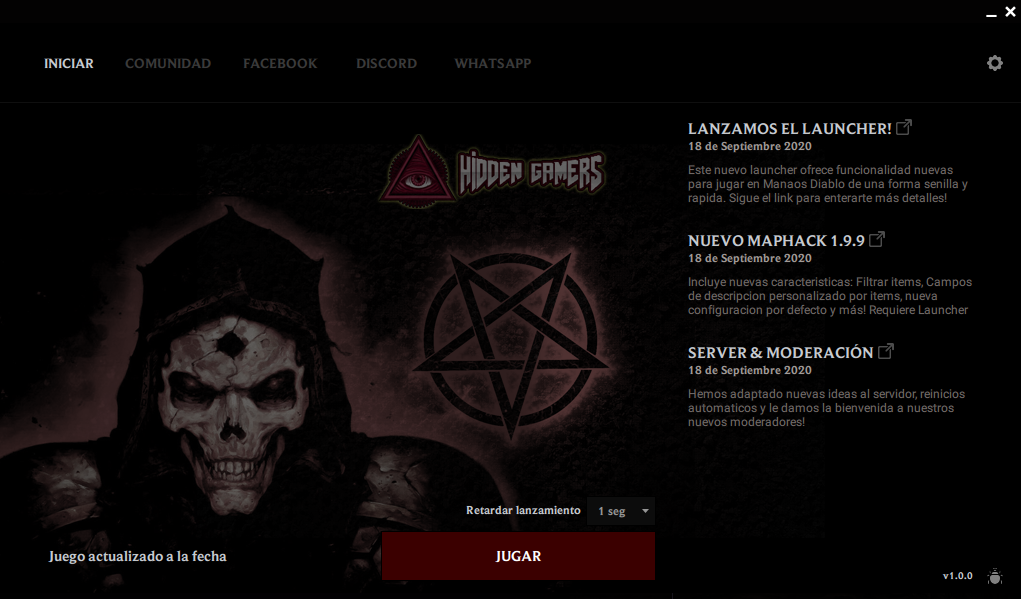 INICIAR COMUNIDAD FACEBOOK DISCORD WHATSAPP
HIDDEN GAMERS
LANZAMOS EL LAUNCHER!
18 de Septiembre 2020
Este nuevo launcher ofrece funcionalidad nuevas
para jugar en Manaos Diablo de una forma senilla y
rapida. Sigue el link para enterarte más detalles!
NUEVO MAPHACK 1.9.9
18 de Septiembre 2020
Incluye nuevas caracteristicas: Filtrar items, Campos
de descripcion personalizado por items, nueva
configuracion por defecto y más! Requiere Launcher
SERVER & MODERACIÓN
18 de Septiembre 2020
Hemos adaptado nuevas ideas al servidor, reinicios
automaticos y le damos la bienvenida a nuestros
nuevos moderadores!
Retardar lanzamiento 1 seg
Juego actualizado a la fecha
JUGAR
v1.0.0